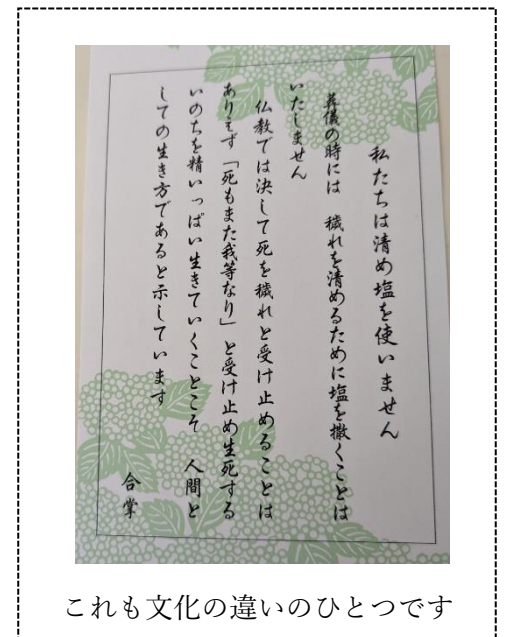 私たちは清め塩を使いません
葬儀の時には　穢れを清めるために塩を撒くことは
いたしません
仏教では決して死を穢れと受け止めることは
ありえず「死もまた我等なり」と受け止め生死する
いのちを精いっぱい生きていくことこそ　人間と
しての生き方であると示しています
合掌
これも文化の違いのひとつです